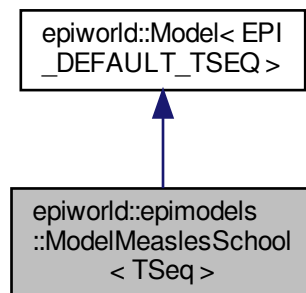 epiworld::Model< EPI
_DEFAULT_TSEQ >
epiworld::epimodels
::ModelMeaslesSchool
< TSeq >